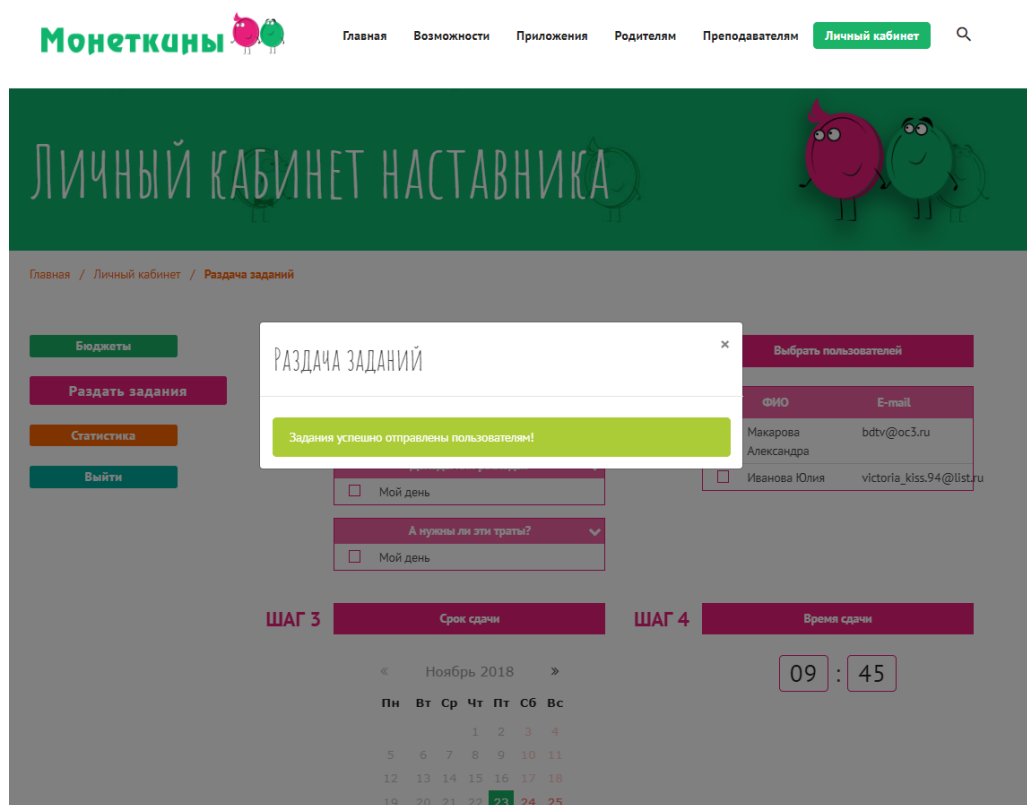 Монеткины
Главная Возможности Приложения Родителям Преподавателям Личный кабинет
Личный кабинет наставника
Главная / Личный кабинет / Раздача заданий
Бюджеты
Раздать задания
Статистика
Выйти
Раздача заданий ×
Задания успешно отправлены пользователям!
Выбрать пользователей
ФИО E-mail
Макарова bdtv@oc3.ru
Александра
Иванова Юлия victoria_kiss.94@list.ru
Мой день
А нужны ли эти траты?
Мой день
ШАГ 3 Срок сдачи
« Ноябрь 2018 »
Пн Вт Ср Чт Пт Сб Вс
1 2 3 4
5 6 7 8 9 10 11
12 13 14 15 16 17 18
19 20 21 22 23 24 25
ШАГ 4 Время сдачи
09 : 45